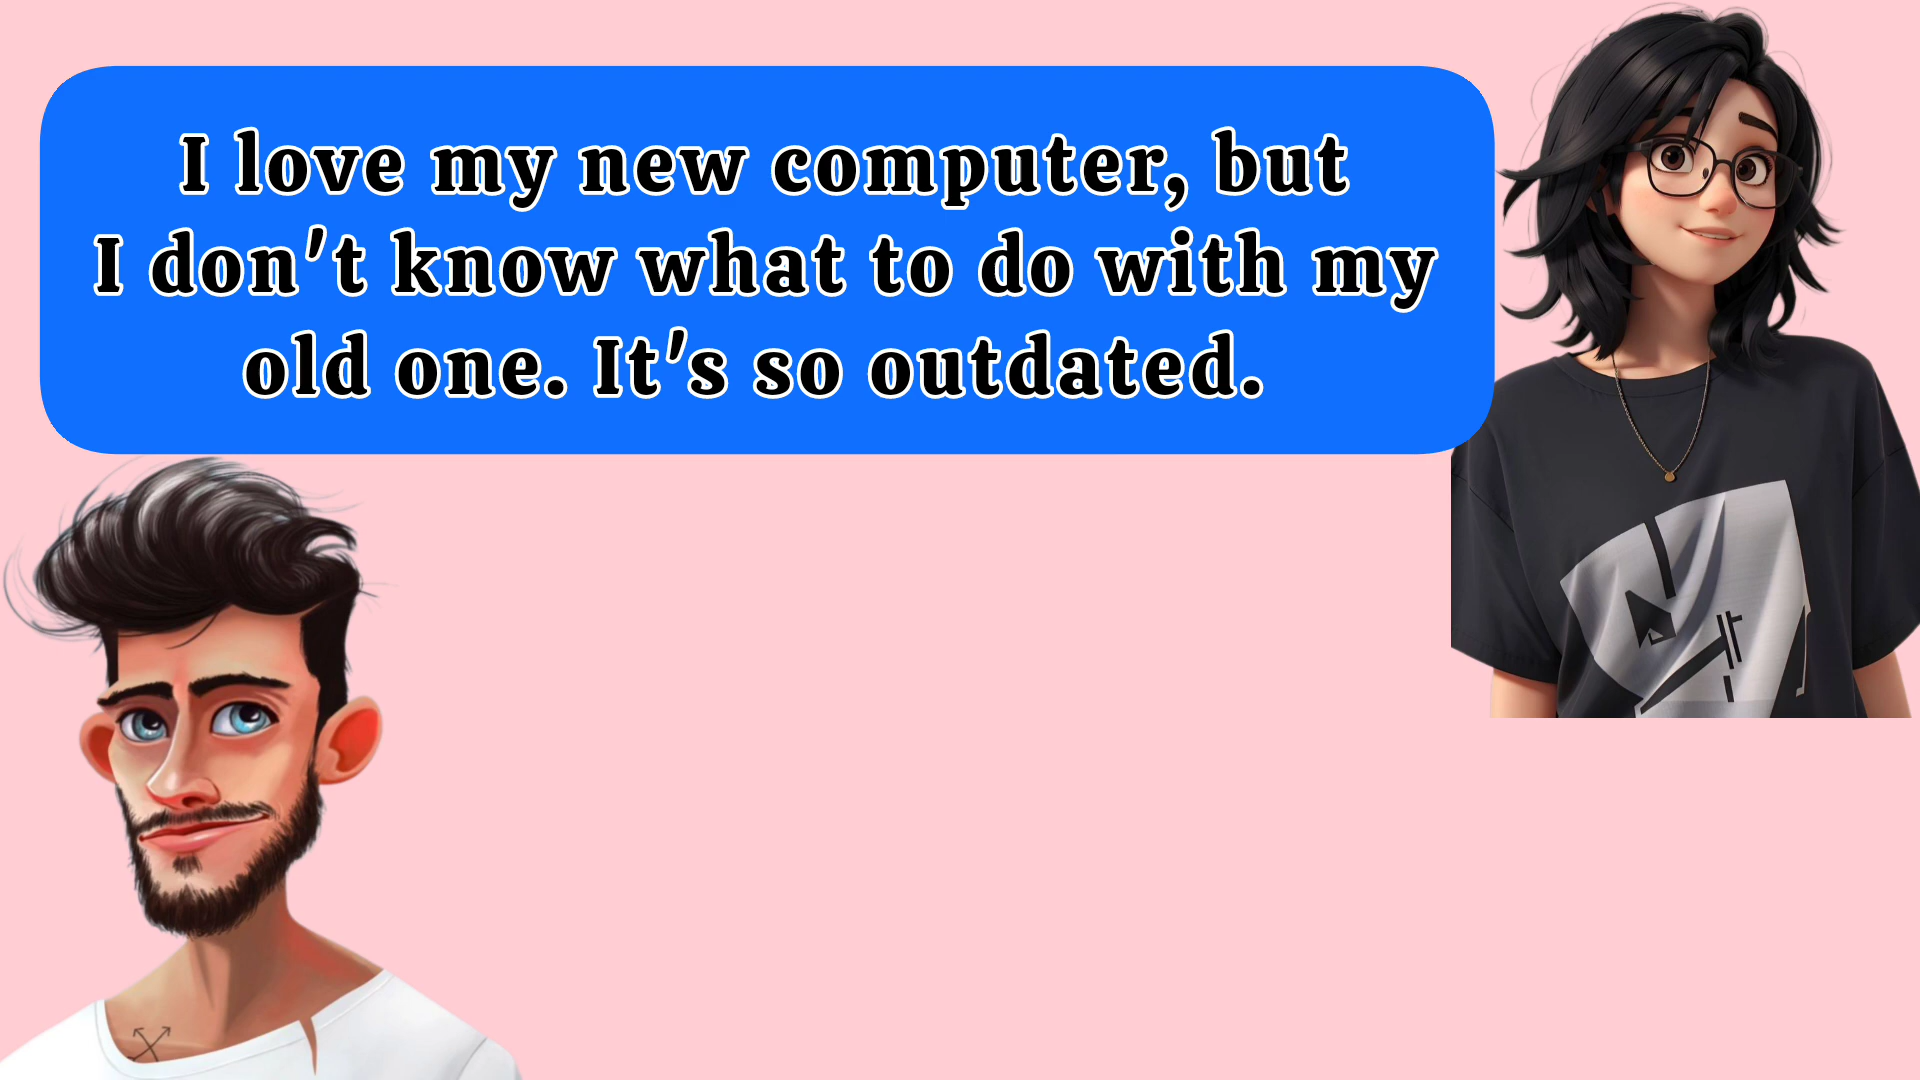 I love my new computer, but
I don't know what to do with my
old one. It's so outdated.